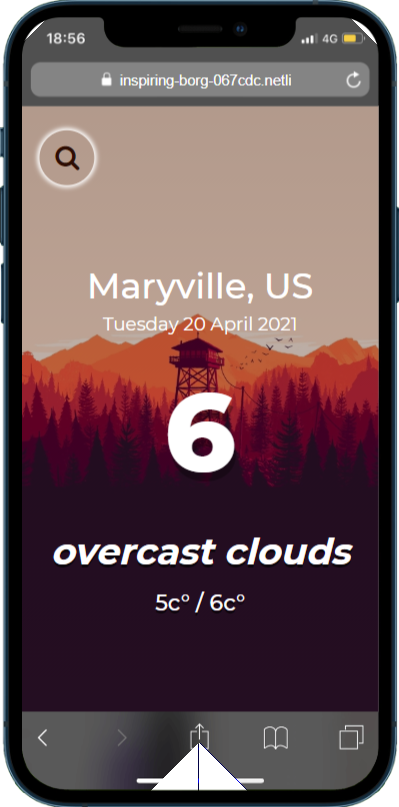 18:56
4G
inspiring-borg-067cdc.netli
Maryville, US
Tuesday 20 April 2021
6
overcast clouds
5c° / 6c°